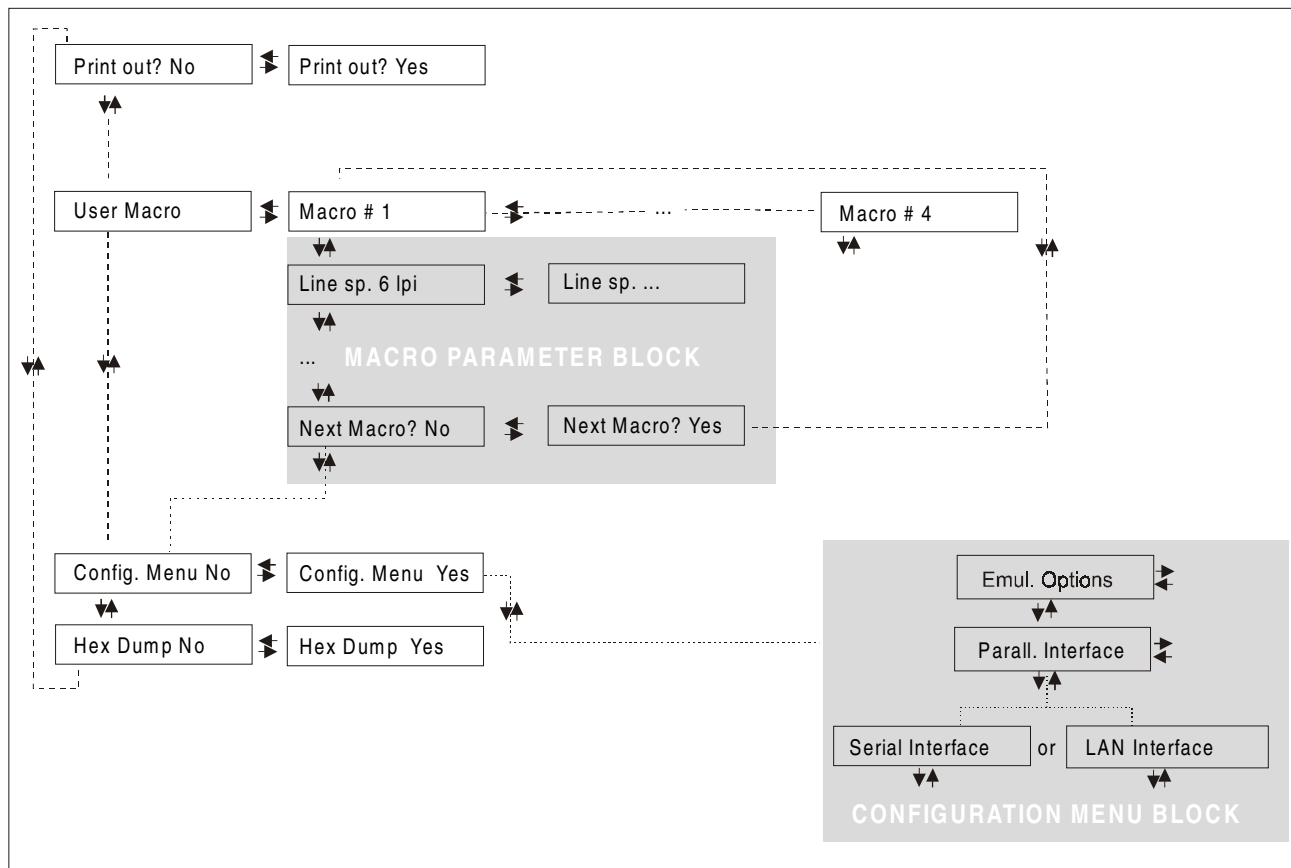 Print out? No
Print out? Yes
User Macro
Macro # 1
...
Macro # 4
Line sp. 6 lpi
Line sp. ...
...
MACRO PARAMETER BLOCK
Next Macro? No
Next Macro? Yes
Config. Menu No
Config. Menu Yes
Emul. Options
Hex Dump No
Hex Dump Yes
Parall. Interface
Serial Interface
or
LAN Interface
CONFIGURATION MENU BLOCK